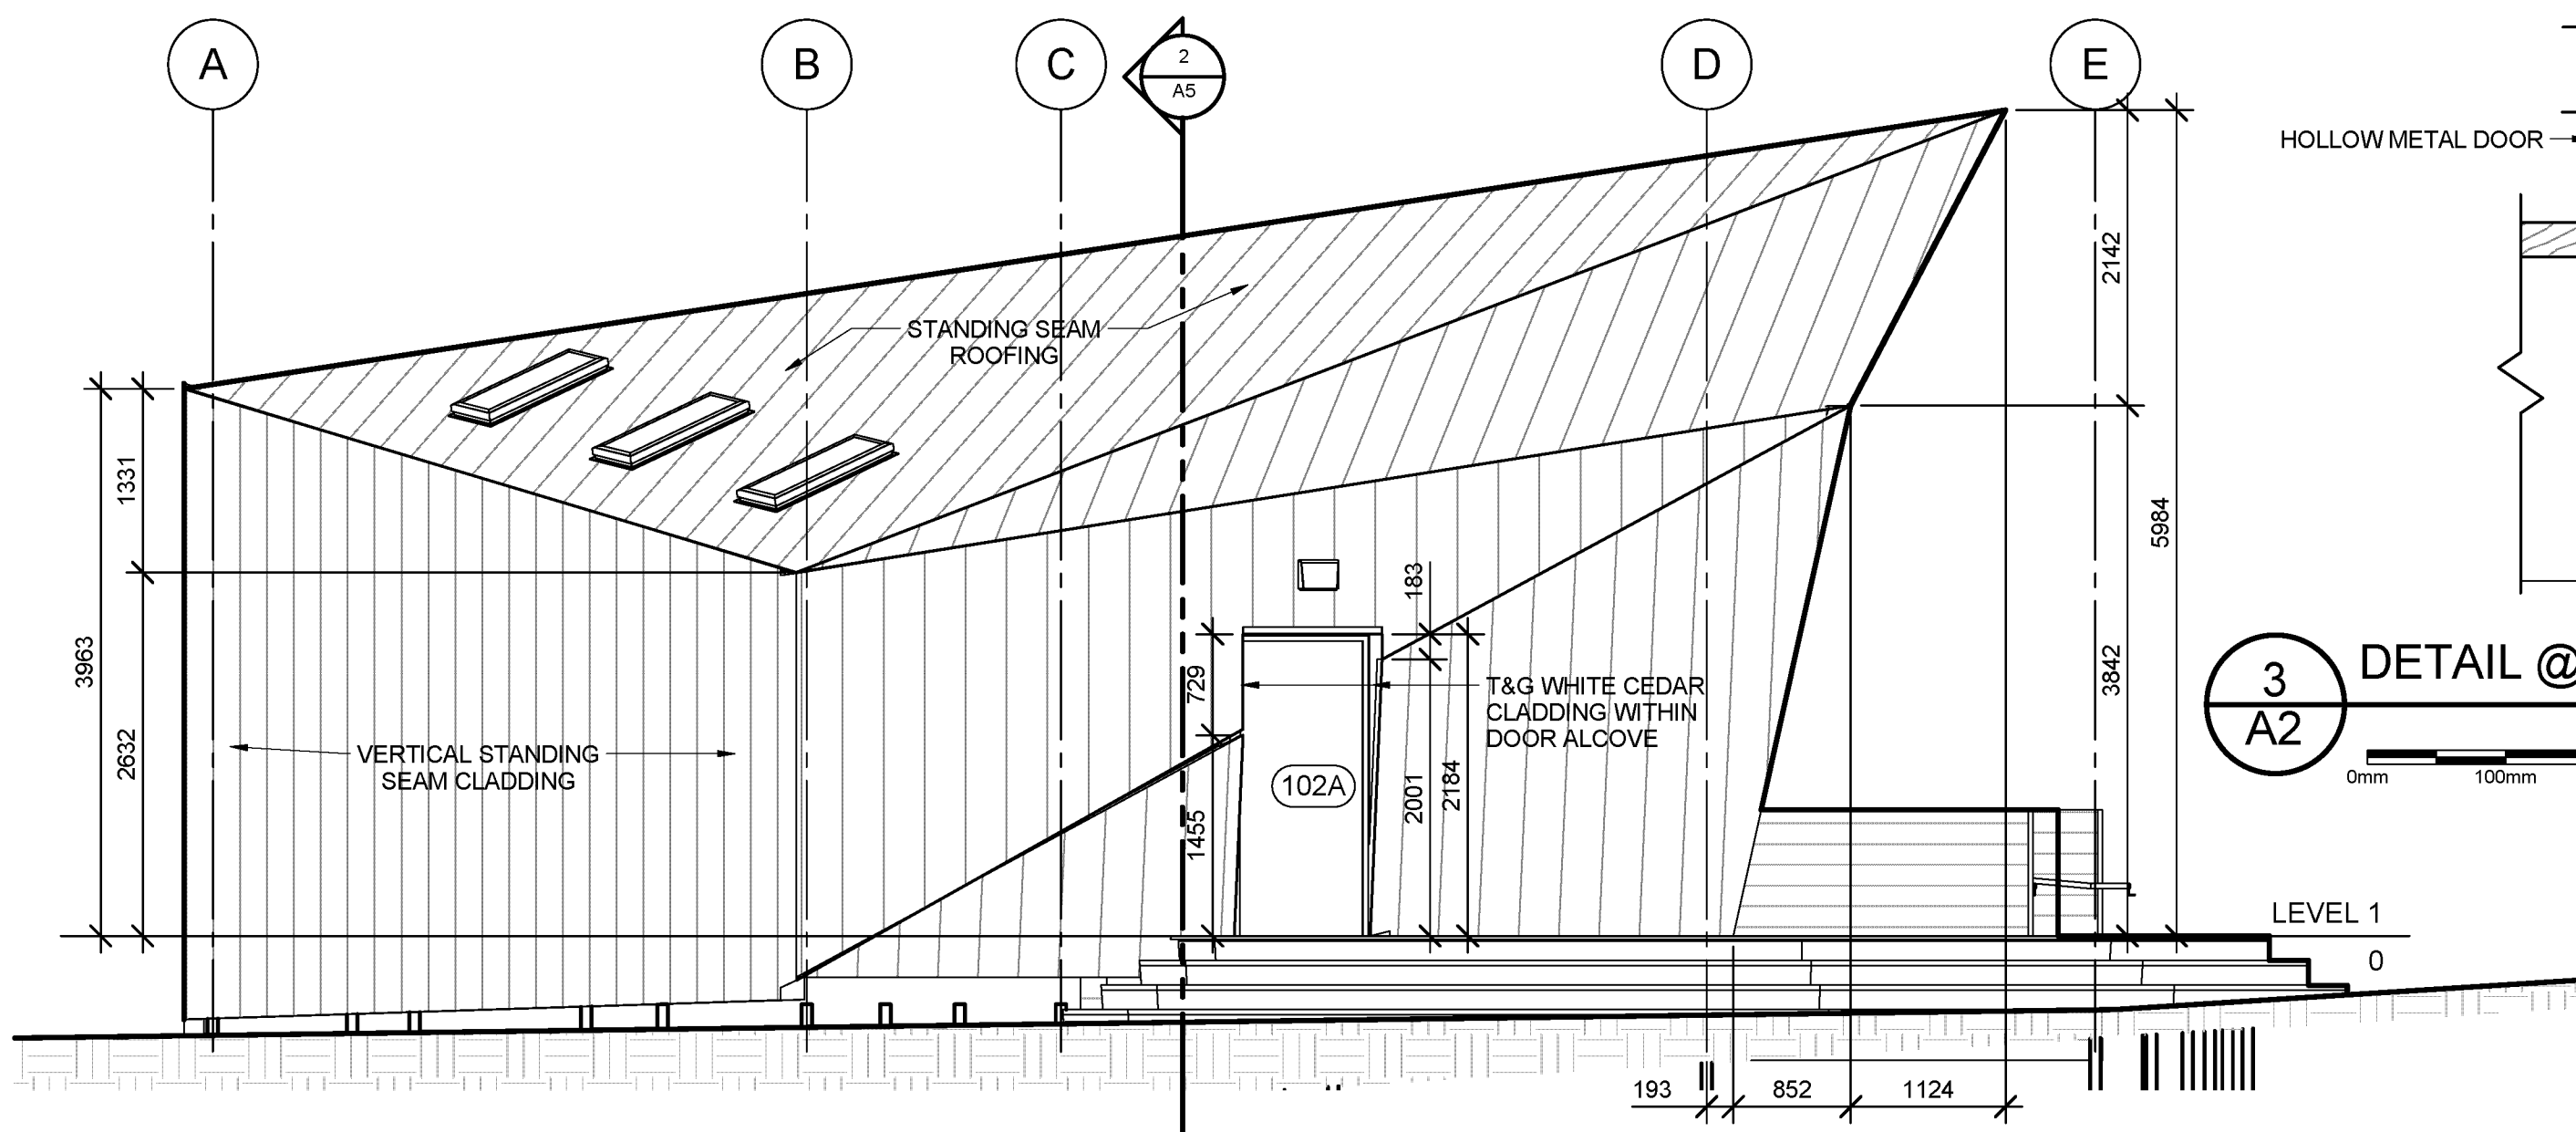 A
B
C
2
A5
D
E
HOLLOW METAL DOOR
2142
STANDING SEAM
ROOFING
1331
5984
183
3963
3842
3
A2
DETAIL @
729
T&G WHITE CEDAR
CLADDING WITHIN
DOOR ALCOVE
2632
VERTICAL STANDING
SEAM CLADDING
102A
2001
2184
1455
0mm
100mm
LEVEL 1
0
193
852
1124